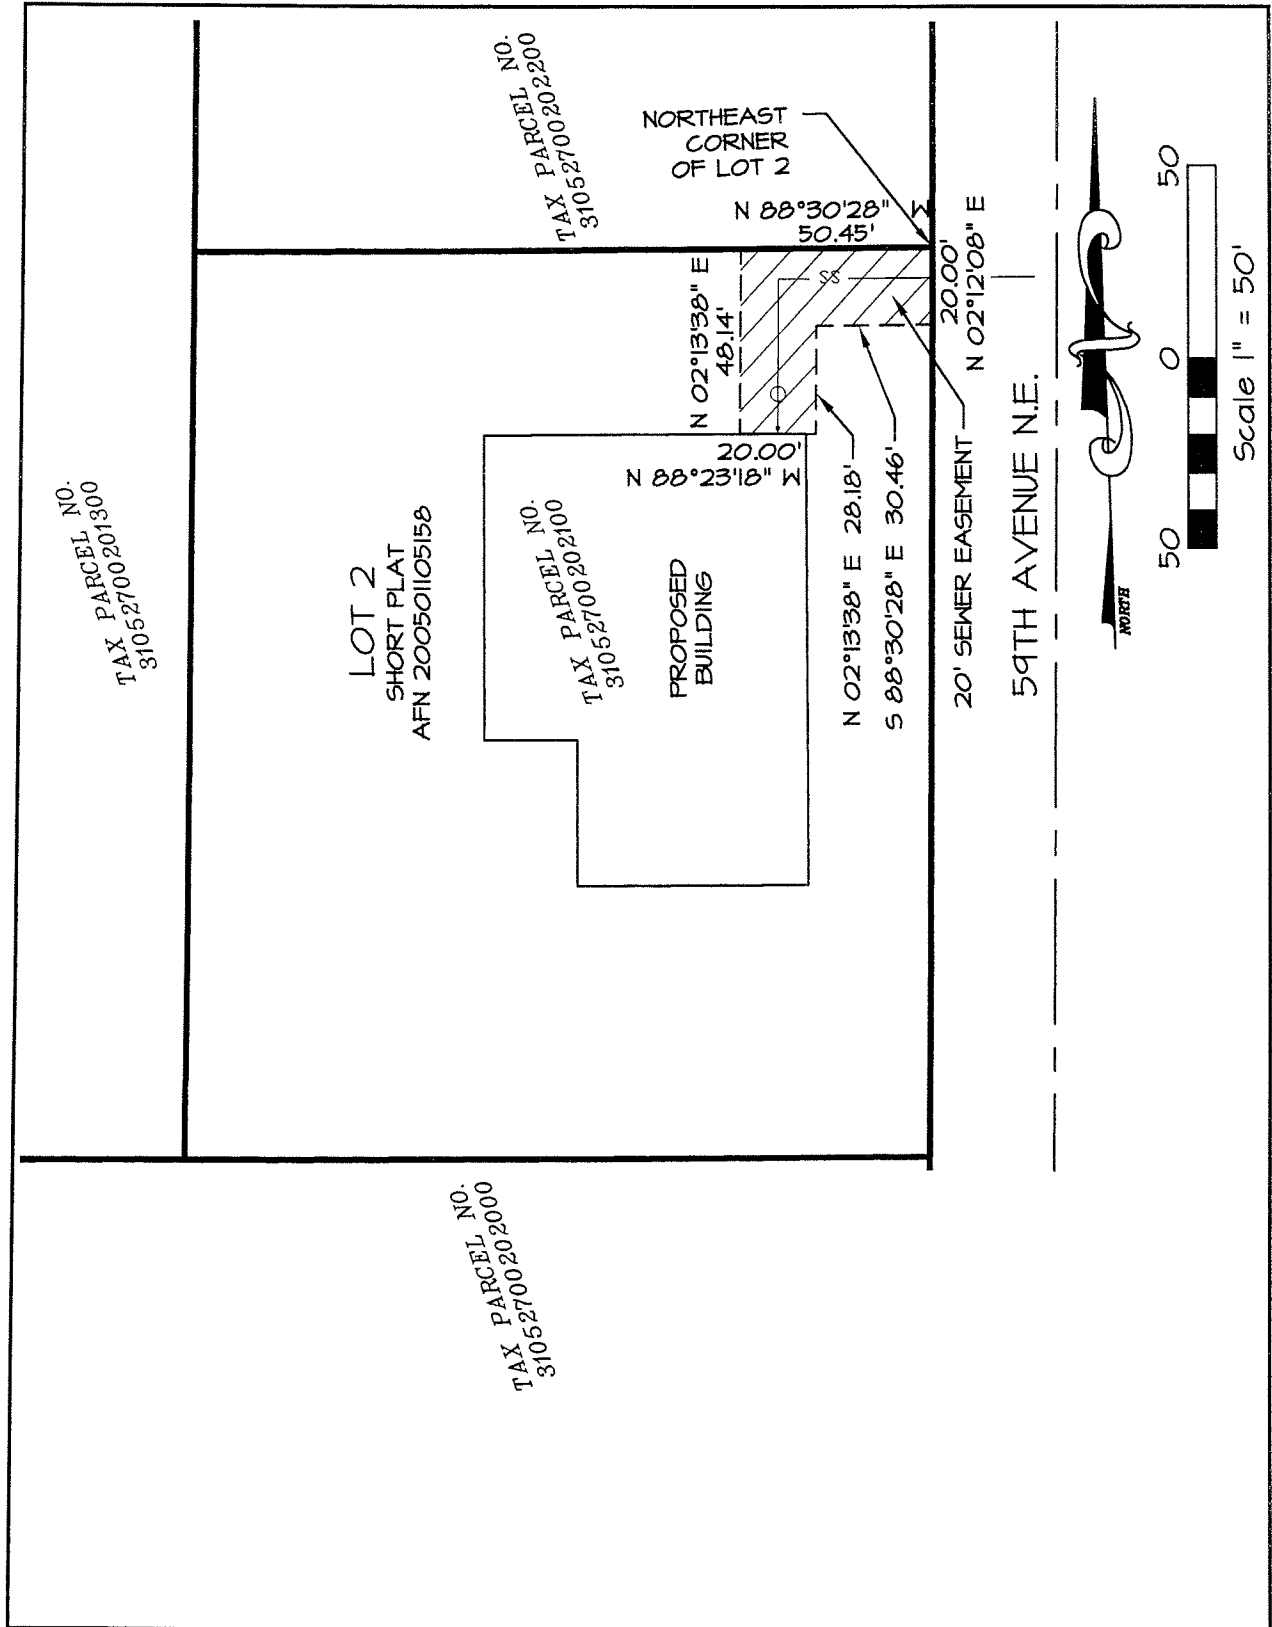 TAX PARCEL NO.
31052700202200
NORTHEAST
CORNER
OF LOT 2
N 88°30'28" W
50.45'
N 02°13'38" E
48.14'
SS
20.00'
N 02°12'08" E
20.00'
N 88°23'18" W
TAX PARCEL NO.
31052700201300
LOT 2
SHORT PLAT
AFN 200501105158
TAX PARCEL NO.
31052700202100
PROPOSED
BUILDING
N 02°13'38" E 28.18'
S 88°30'28" E 30.46'
20' SEWER EASEMENT
59TH AVENUE N.E.
NORTH
50 0 50
Scale 1" = 50'
TAX PARCEL NO.
31052700202000